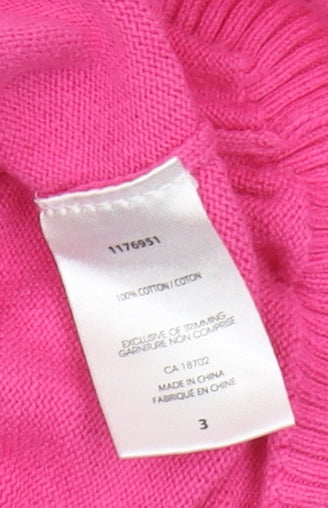 1176951
100% COTTON / COTON
EXCLUSIVE OF TRIMMING
GARNITURE NON COMPRISE
CA 18702
MADE IN CHINA
FABRIQUÉ EN CHINE
3